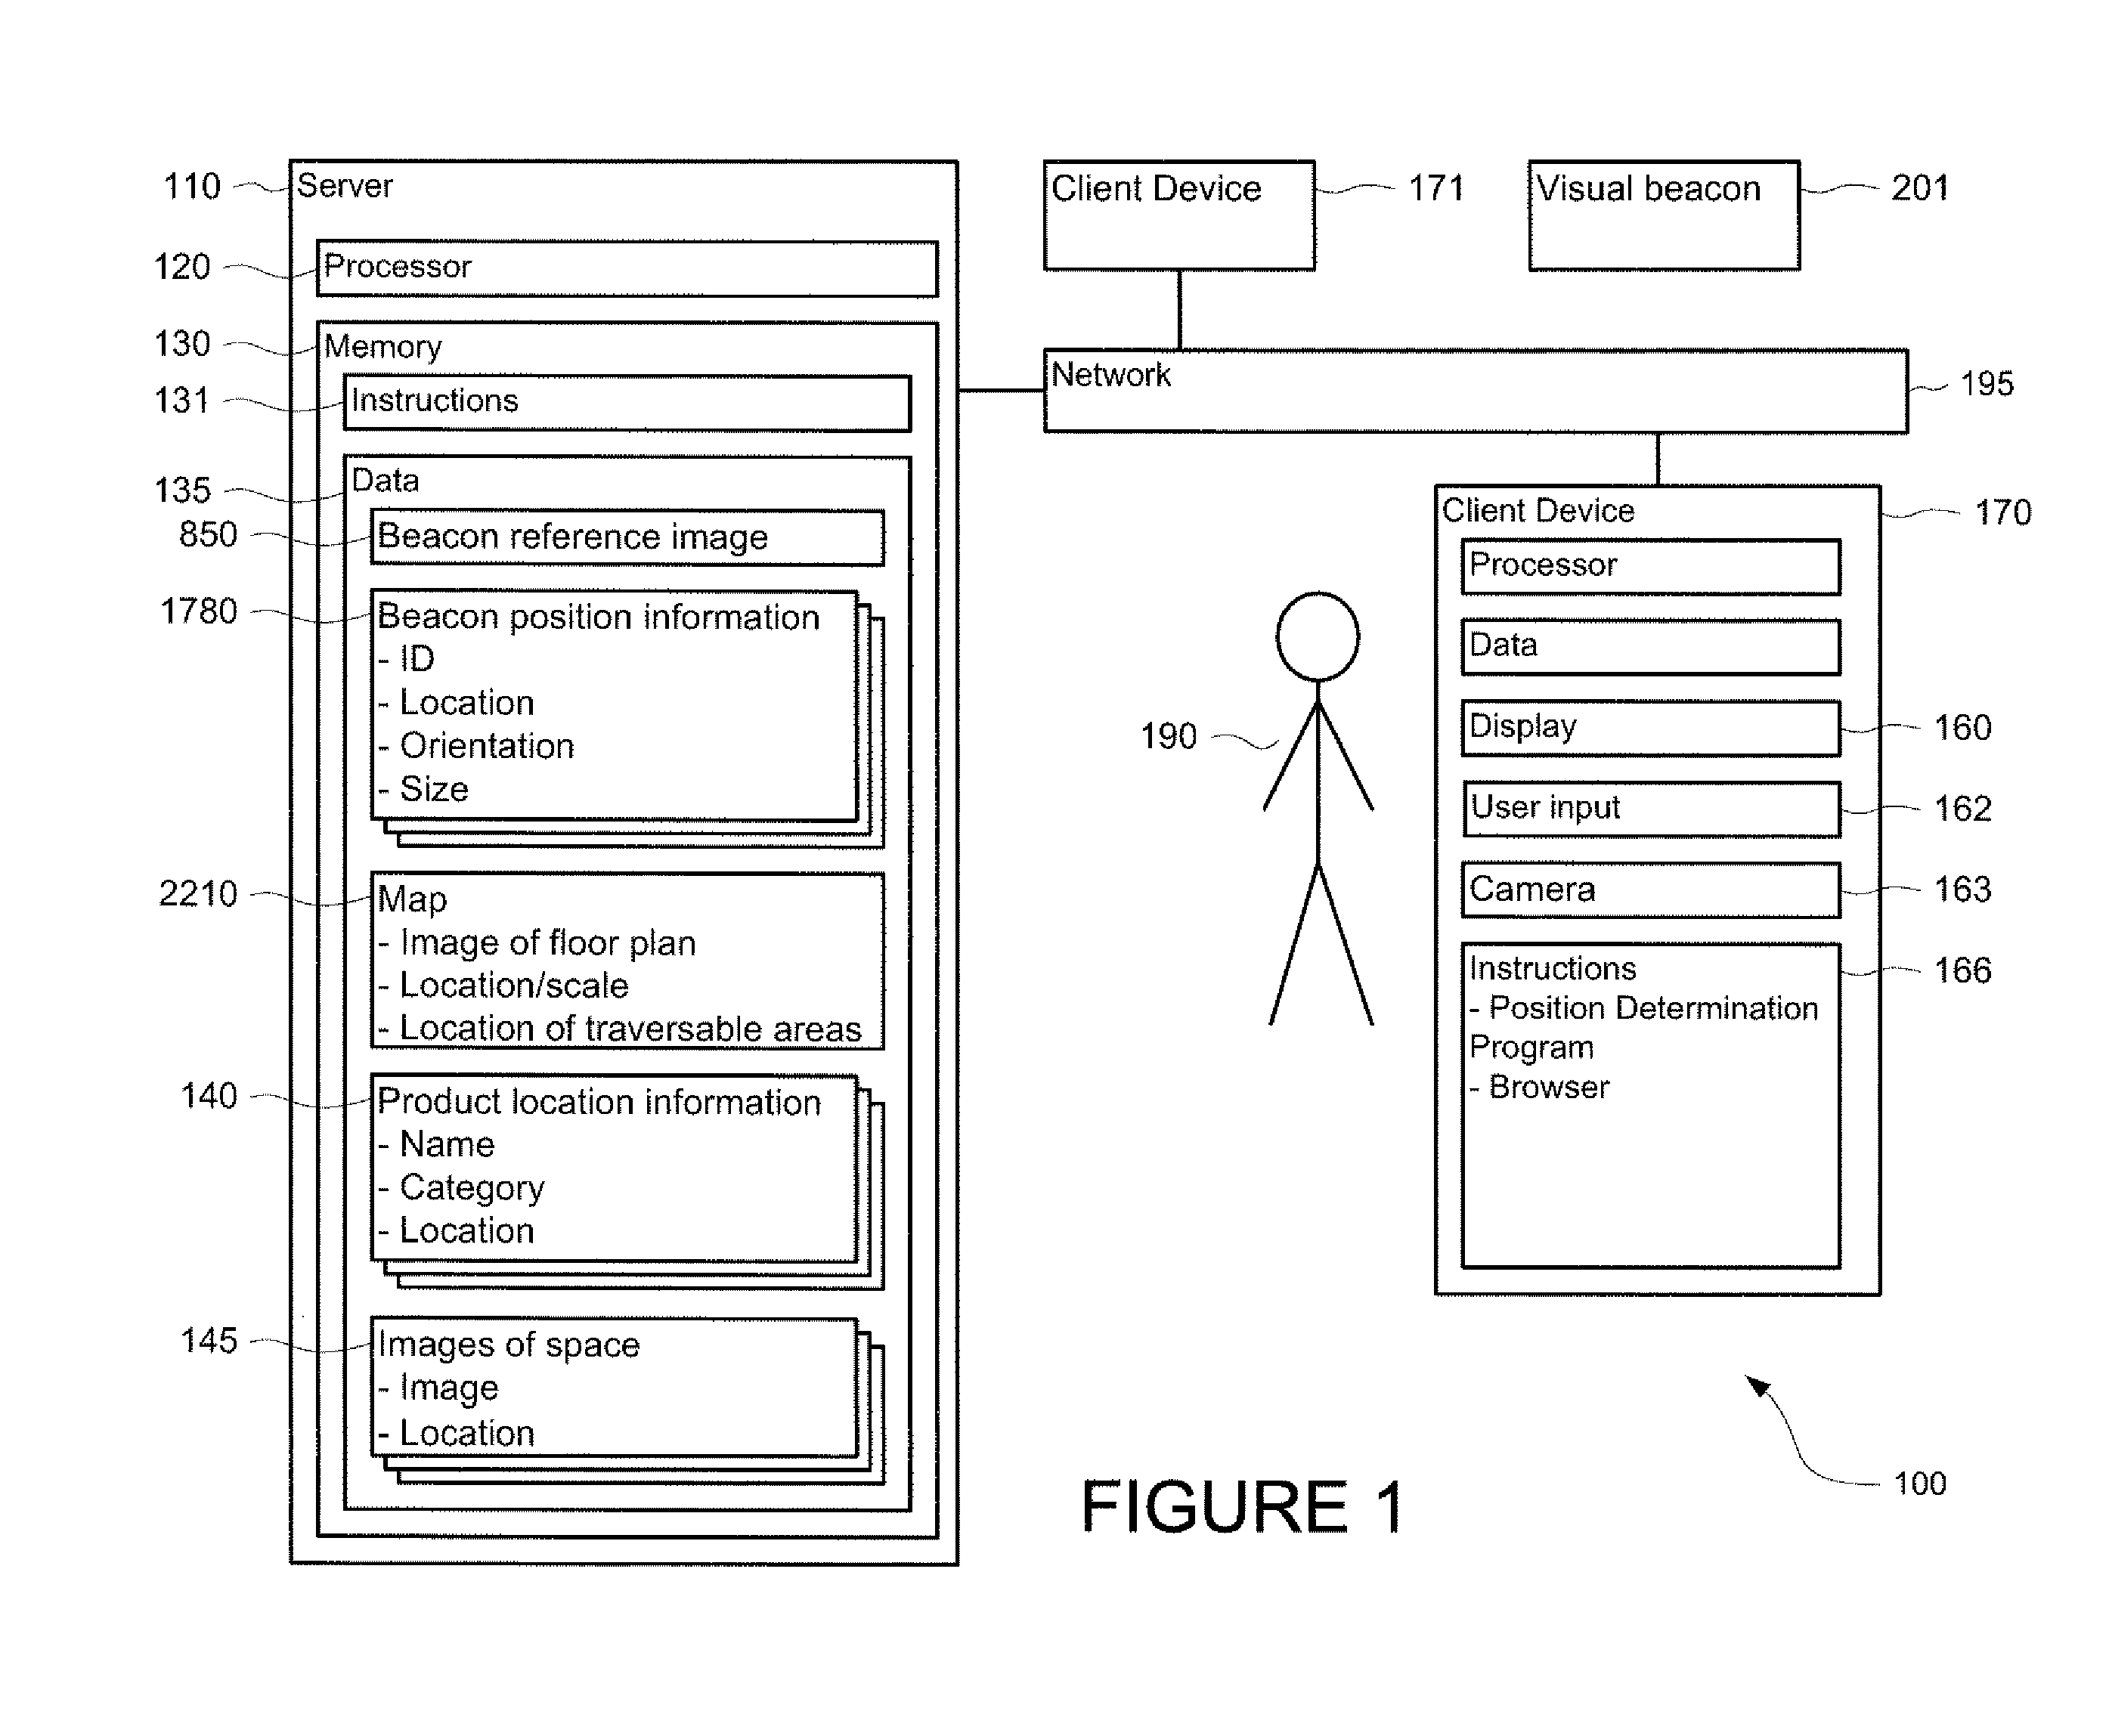 110
Server
120
Processor
130
Memory
131
Instructions
135
Data
850
Beacon reference image
1780
Beacon position information
- ID
- Location
- Orientation
- Size
2210
Map
- Image of floor plan
- Location/scale
- Location of traversable areas
140
Product location information
- Name
- Category
- Location
145
Images of space
- Image
- Location
Client Device
171
Visual beacon
201
Network
195
190
Client Device
170
Processor
Data
Display
160
User input
162
Camera
163
Instructions
166
- Position Determination
Program
- Browser
100
FIGURE 1